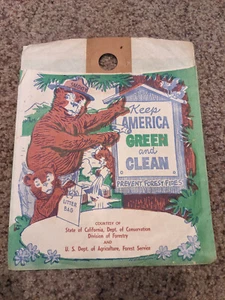 Keep
AMERICA
GREEN
and
CLEAN
PREVENT FOREST FIRES
LITTER
BAG
COURTESY OF
State of California, Dept. of Conservation
Division of Forestry
AND
U. S. Dept. of Agriculture, Forest Service